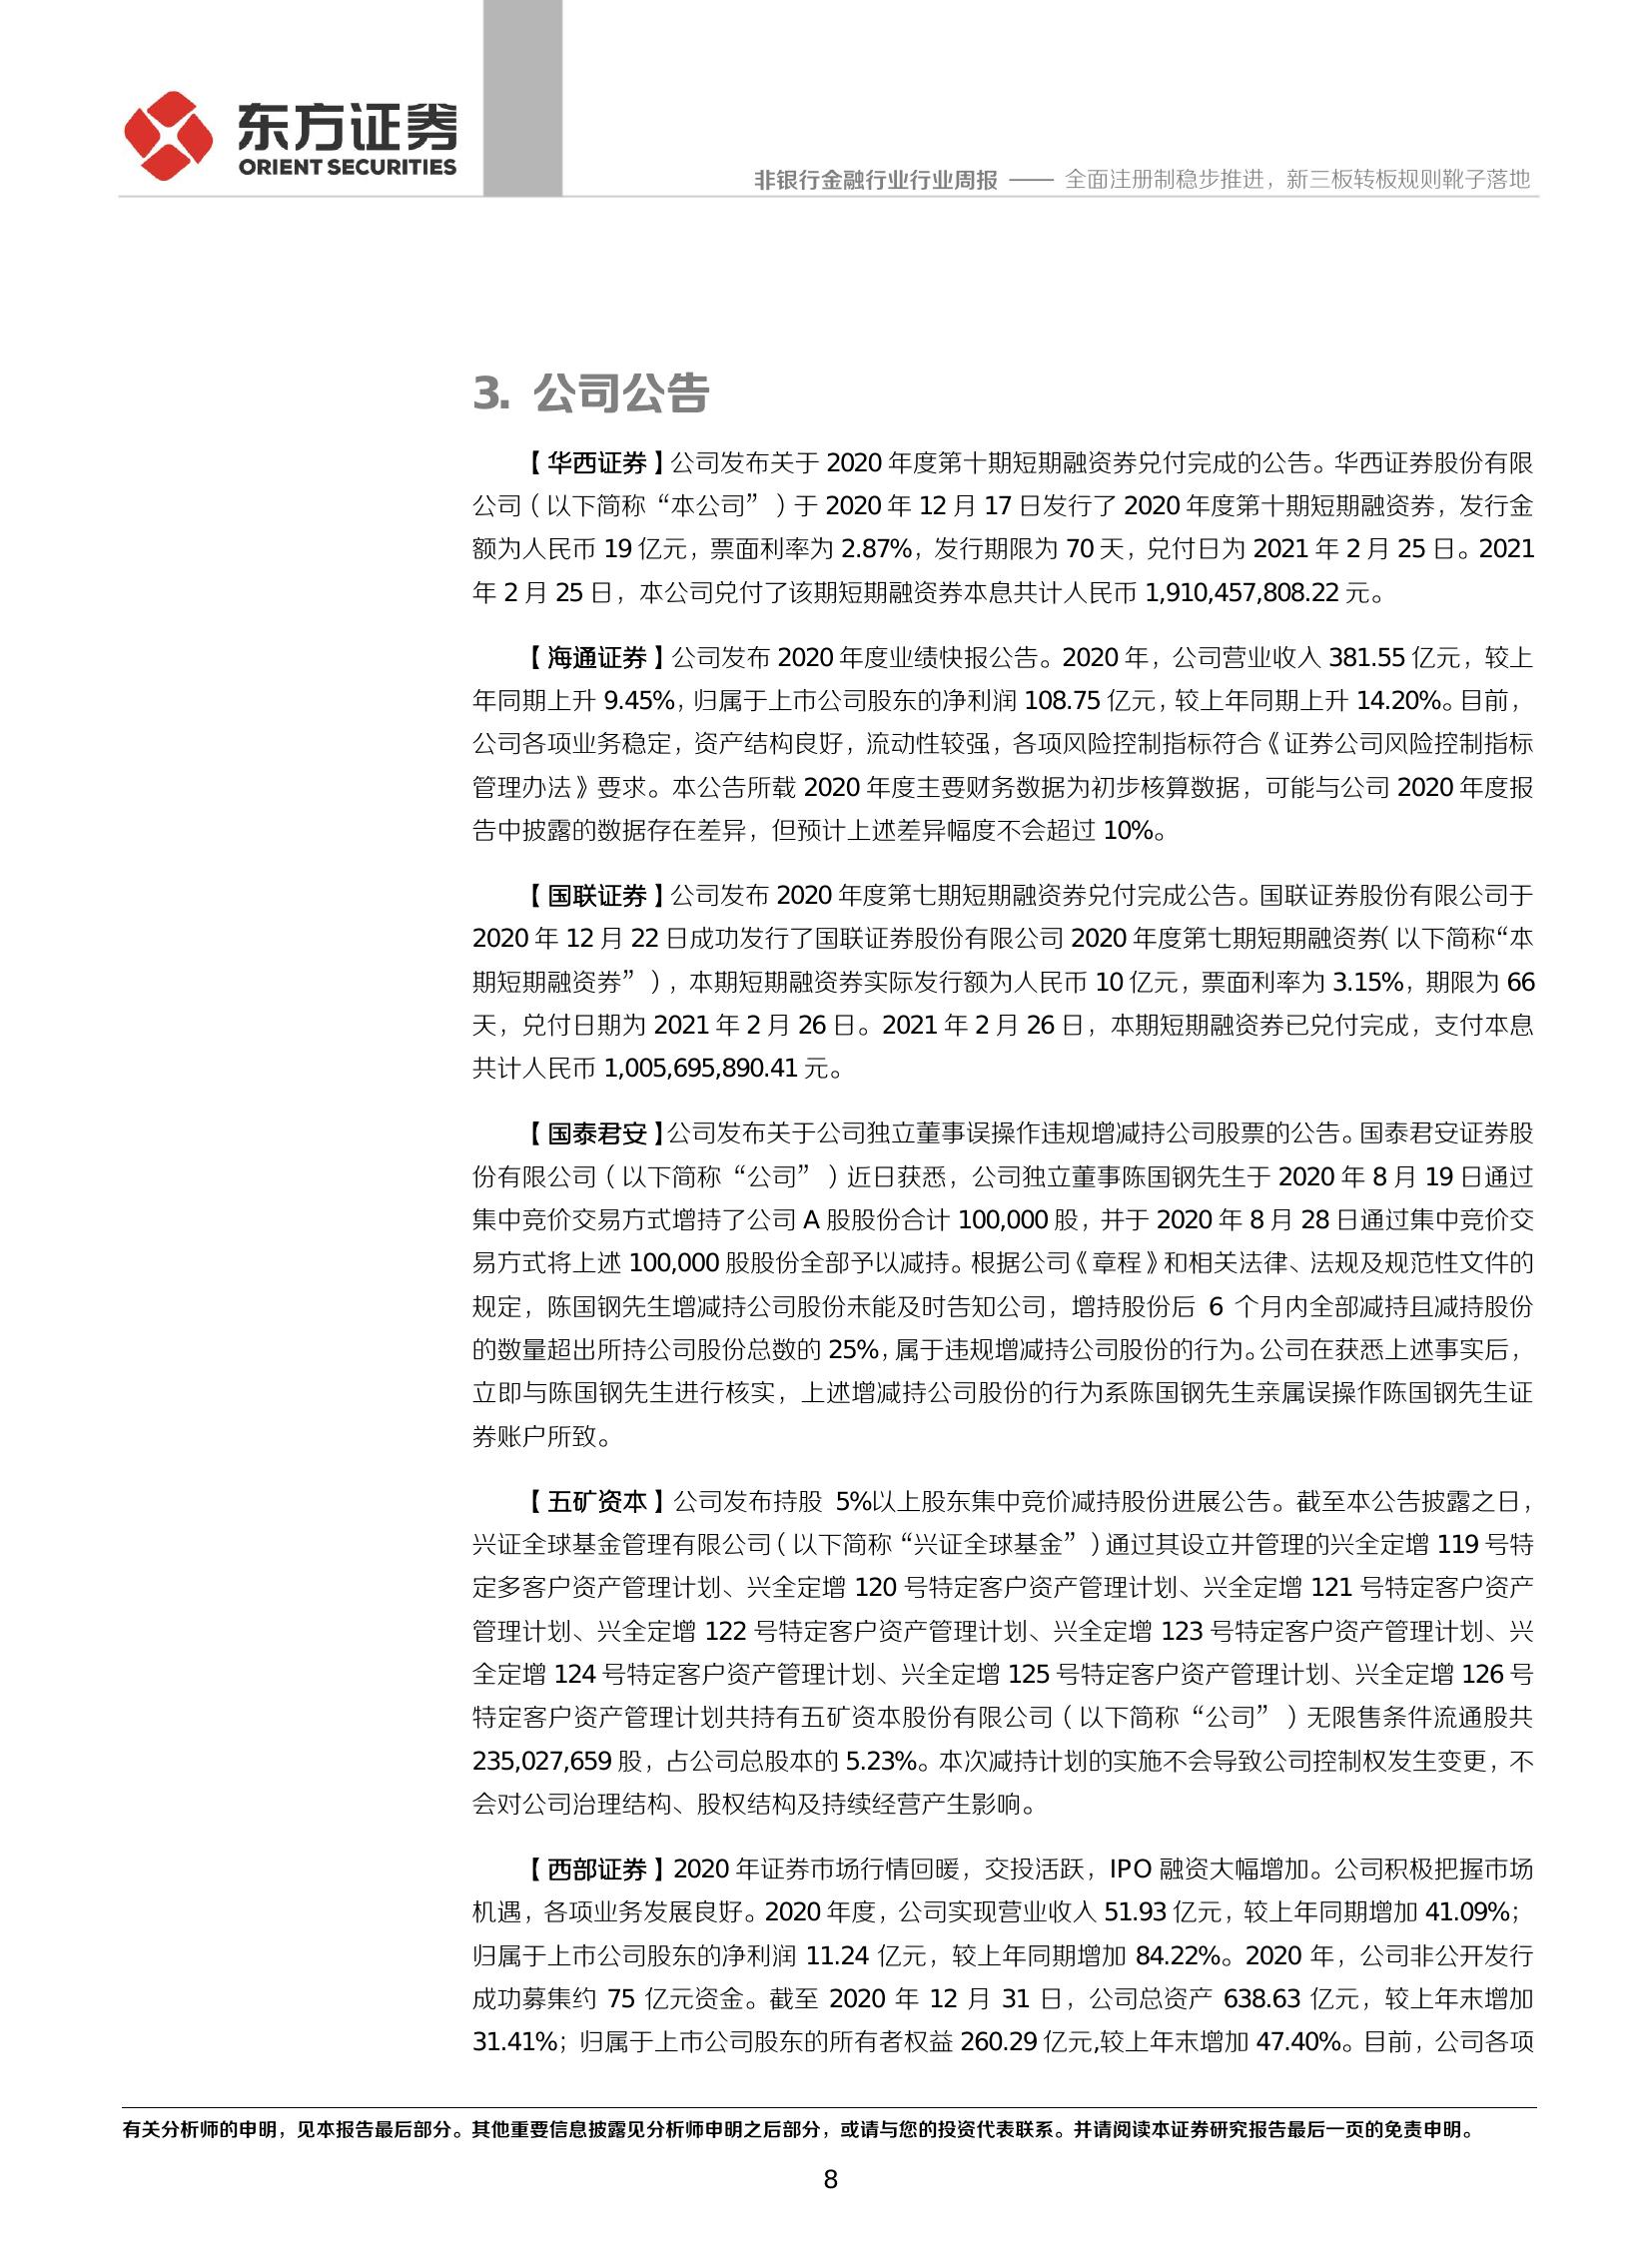 东方证券
ORIENT SECURITIES
非银行金融行业行业周报 —— 全面注册制稳步推进，新三板转板规则靴子落地
3. 公司公告
【华西证券】公司发布关于 2020 年度第十期短期融资券兑付完成的公告。华西证券股份有限
公司（以下简称“本公司”）于 2020 年 12 月 17 日发行了 2020 年度第十期短期融资券，发行金
额为人民币 19 亿元，票面利率为 2.87%，发行期限为 70 天，兑付日为 2021 年 2 月 25 日。2021
年 2 月 25 日，本公司兑付了该期短期融资券本息共计人民币 1,910,457,808.22 元。
【海通证券】公司发布 2020 年度业绩快报公告。2020 年，公司营业收入 381.55 亿元，较上
年同期上升 9.45%，归属于上市公司股东的净利润 108.75 亿元，较上年同期上升 14.20%。目前，
公司各项业务稳定，资产结构良好，流动性较强，各项风险控制指标符合《证券公司风险控制指标
管理办法》要求。本公告所载 2020 年度主要财务数据为初步核算数据，可能与公司 2020 年度报
告中披露的数据存在差异，但预计上述差异幅度不会超过 10%。
【国联证券】公司发布 2020 年度第七期短期融资券兑付完成公告。国联证券股份有限公司于
2020 年 12 月 22 日成功发行了国联证券股份有限公司 2020 年度第七期短期融资券（以下简称“本
期短期融资券”），本期短期融资券实际发行额为人民币 10 亿元，票面利率为 3.15%，期限为 66
天，兑付日期为 2021 年 2 月 26 日。2021 年 2 月 26 日，本期短期融资券已兑付完成，支付本息
共计人民币 1,005,695,890.41 元。
【国泰君安】公司发布关于公司独立董事误操作违规增减持公司股票的公告。国泰君安证券股
份有限公司（以下简称“公司”）近日获悉，公司独立董事陈国钢先生于 2020 年 8 月 19 日通过
集中竞价交易方式增持了公司 A 股股份合计 100,000 股，并于 2020 年 8 月 28 日通过集中竞价交
易方式将上述 100,000 股股份全部予以减持。根据公司《章程》和相关法律、法规及规范性文件的
规定，陈国钢先生增减持公司股份未能及时告知公司，增持股份后 6 个月内全部减持且减持股份
的数量超出所持公司股份总数的 25%，属于违规增减持公司股份的行为。公司在获悉上述事实后，
立即与陈国钢先生进行核实，上述增减持公司股份的行为系陈国钢先生亲属误操作陈国钢先生证
券账户所致。
【五矿资本】公司发布持股 5%以上股东集中竞价减持股份进展公告。截至本公告披露之日，
兴证全球基金管理有限公司（以下简称“兴证全球基金”）通过其设立并管理的兴全定增 119 号特
定多客户资产管理计划、兴全定增 120 号特定客户资产管理计划、兴全定增 121 号特定客户资产
管理计划、兴全定增 122 号特定客户资产管理计划、兴全定增 123 号特定客户资产管理计划、兴
全定增 124 号特定客户资产管理计划、兴全定增 125 号特定客户资产管理计划、兴全定增 126 号
特定客户资产管理计划共持有五矿资本股份有限公司（以下简称“公司”）无限售条件流通股共
235,027,659 股，占公司总股本的 5.23%。本次减持计划的实施不会导致公司控制权发生变更，不
会对公司治理结构、股权结构及持续经营产生影响。
【西部证券】2020 年证券市场行情回暖，交投活跃，IPO 融资大幅增加。公司积极把握市场
机遇，各项业务发展良好。2020 年度，公司实现营业收入 51.93 亿元，较上年同期增加 41.09%；
归属于上市公司股东的净利润 11.24 亿元，较上年同期增加 84.22%。2020 年，公司非公开发行
成功募集约 75 亿元资金。截至 2020 年 12 月 31 日，公司总资产 638.63 亿元，较上年末增加
31.41%；归属于上市公司股东的所有者权益 260.29 亿元,较上年末增加 47.40%。目前，公司各项
有关分析师的申明，见本报告最后部分。其他重要信息披露见分析师申明之后部分，或请与您的投资代表联系。并请阅读本证券研究报告最后一页的免责申明。
8